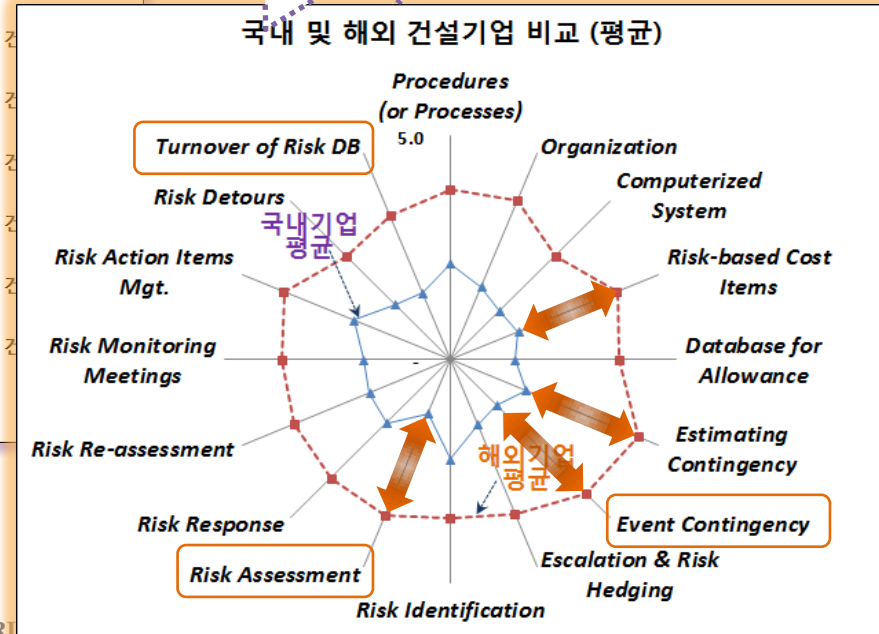 국내 및 해외 건설기업 비교 (평균)
Procedures
(or Processes)
5.0
Turnover of Risk DB
Organization
Risk Detours
Computerized
System
국내기업
평균
Risk Action Items
Mgt.
Risk-based Cost
Items
Risk Monitoring
Meetings
-
Database for
Allowance
Risk Re-assessment
해외기업
평균
Estimating
Contingency
Risk Response
Event Contingency
Risk Assessment
Escalation & Risk
Hedging
Risk Identification